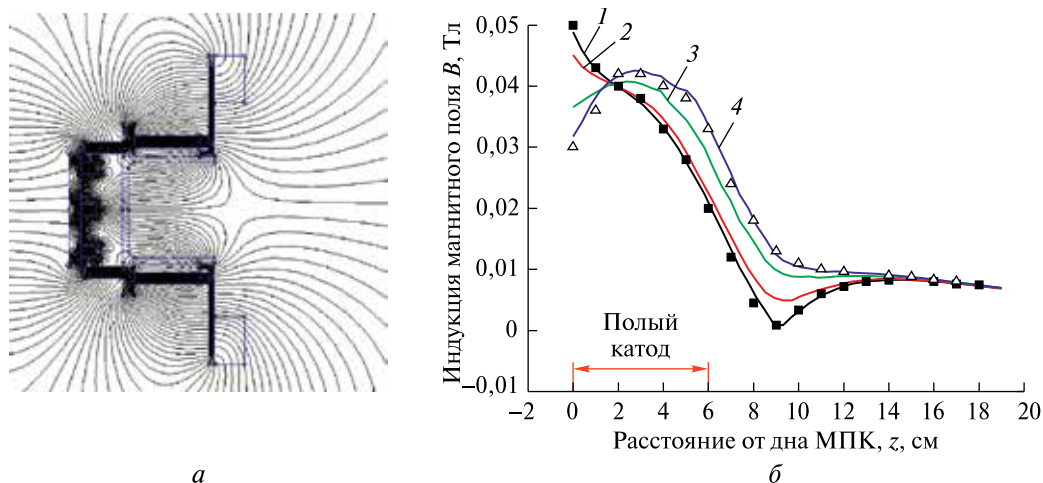 Индукция магнитного поля B, Тл
0,05
0,04
0,03
0,02
0,01
0
−0,01
1
2
3
4
Полый
катод
−2 0 2 4 6 8 10 12 14 16 18 20
Расстояние от дна МПК, z, см
а
б